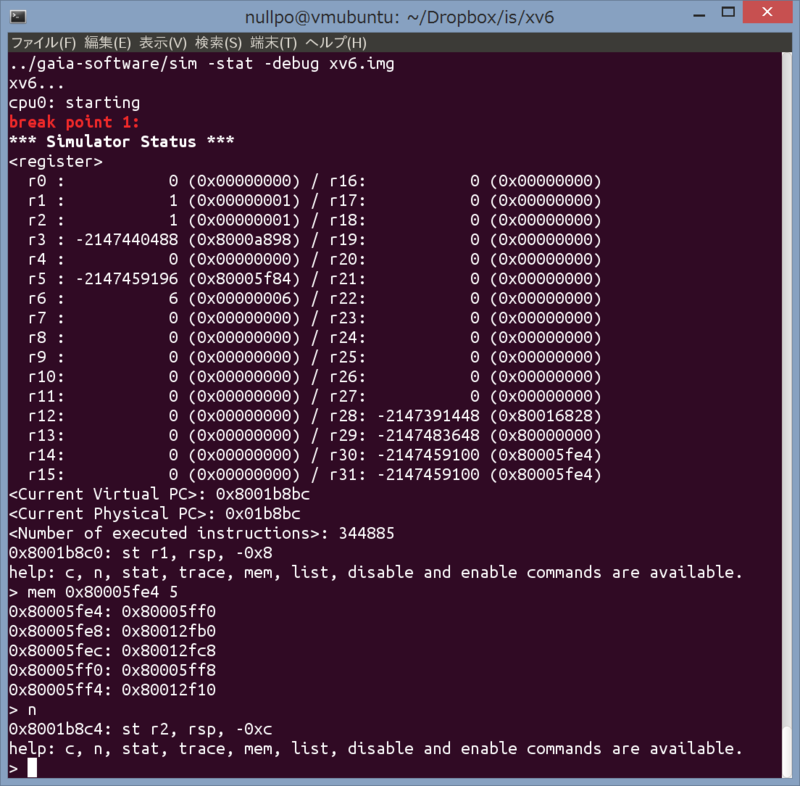 nullpo@vmubuntu: ~/Dropbox/is/xv6
ファイル(F) 編集(E) 表示(V) 検索(S) 端末(T) ヘルプ(H)
../gaia-software/sim -stat -debug xv6.img
xv6...
cpu0: starting
break point 1:
*** Simulator Status ***
<register>
r0 : 0 (0x00000000) / r16: 0 (0x00000000)
r1 : 1 (0x00000001) / r17: 0 (0x00000000)
r2 : 1 (0x00000001) / r18: 0 (0x00000000)
r3 : -2147440488 (0x8000a898) / r19: 0 (0x00000000)
r4 : 0 (0x00000000) / r20: 0 (0x00000000)
r5 : -2147459196 (0x80005f84) / r21: 0 (0x00000000)
r6 : 6 (0x00000006) / r22: 0 (0x00000000)
r7 : 0 (0x00000000) / r23: 0 (0x00000000)
r8 : 0 (0x00000000) / r24: 0 (0x00000000)
r9 : 0 (0x00000000) / r25: 0 (0x00000000)
r10: 0 (0x00000000) / r26: 0 (0x00000000)
r11: 0 (0x00000000) / r27: 0 (0x00000000)
r12: 0 (0x00000000) / r28: -2147391448 (0x80016828)
r13: 0 (0x00000000) / r29: -2147483648 (0x80000000)
r14: 0 (0x00000000) / r30: -2147459100 (0x80005fe4)
r15: 0 (0x00000000) / r31: -2147459100 (0x80005fe4)
<Current Virtual PC>: 0x8001b8bc
<Current Physical PC>: 0x01b8bc
<Number of executed instructions>: 344885
0x8001b8c0: st r1, rsp, -0x8
help: c, n, stat, trace, mem, list, disable and enable commands are available.
> mem 0x80005fe4 5
0x80005fe4: 0x80005ff0
0x80005fe8: 0x80012fb0
0x80005fec: 0x80012fc8
0x80005ff0: 0x80005ff8
0x80005ff4: 0x80012f10
> n
0x8001b8c4: st r2, rsp, -0xc
help: c, n, stat, trace, mem, list, disable and enable commands are available.
>